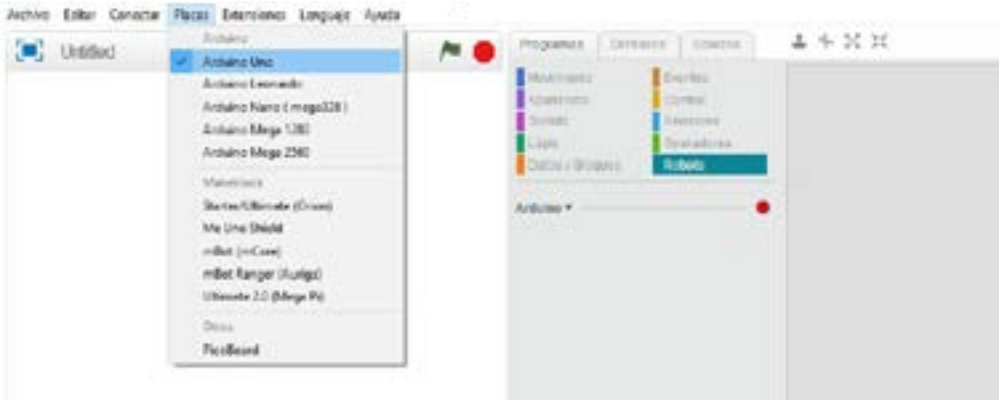 Archivo Editar Conectar Placas Extensiones Lenguaje Ayuda
Untitled
Arduino
Arduino Uno
Arduino Leonardo
Arduino Nano ( mega328 )
Arduino Mega 1280
Arduino Mega 2560
Makeblock
Starter/Ultimate (Orion)
Me Uno Shield
mBot (mCore)
mBot Ranger (Auriga)
Ultimate 2.0 (Mega Pi)
Otros
PicoBoard
Programas Disfraces Sonidos
Movimiento Eventos
Apariencia Control
Sonido Sensores
Lápiz Operadores
Datos y Bloques Robots
Arduino